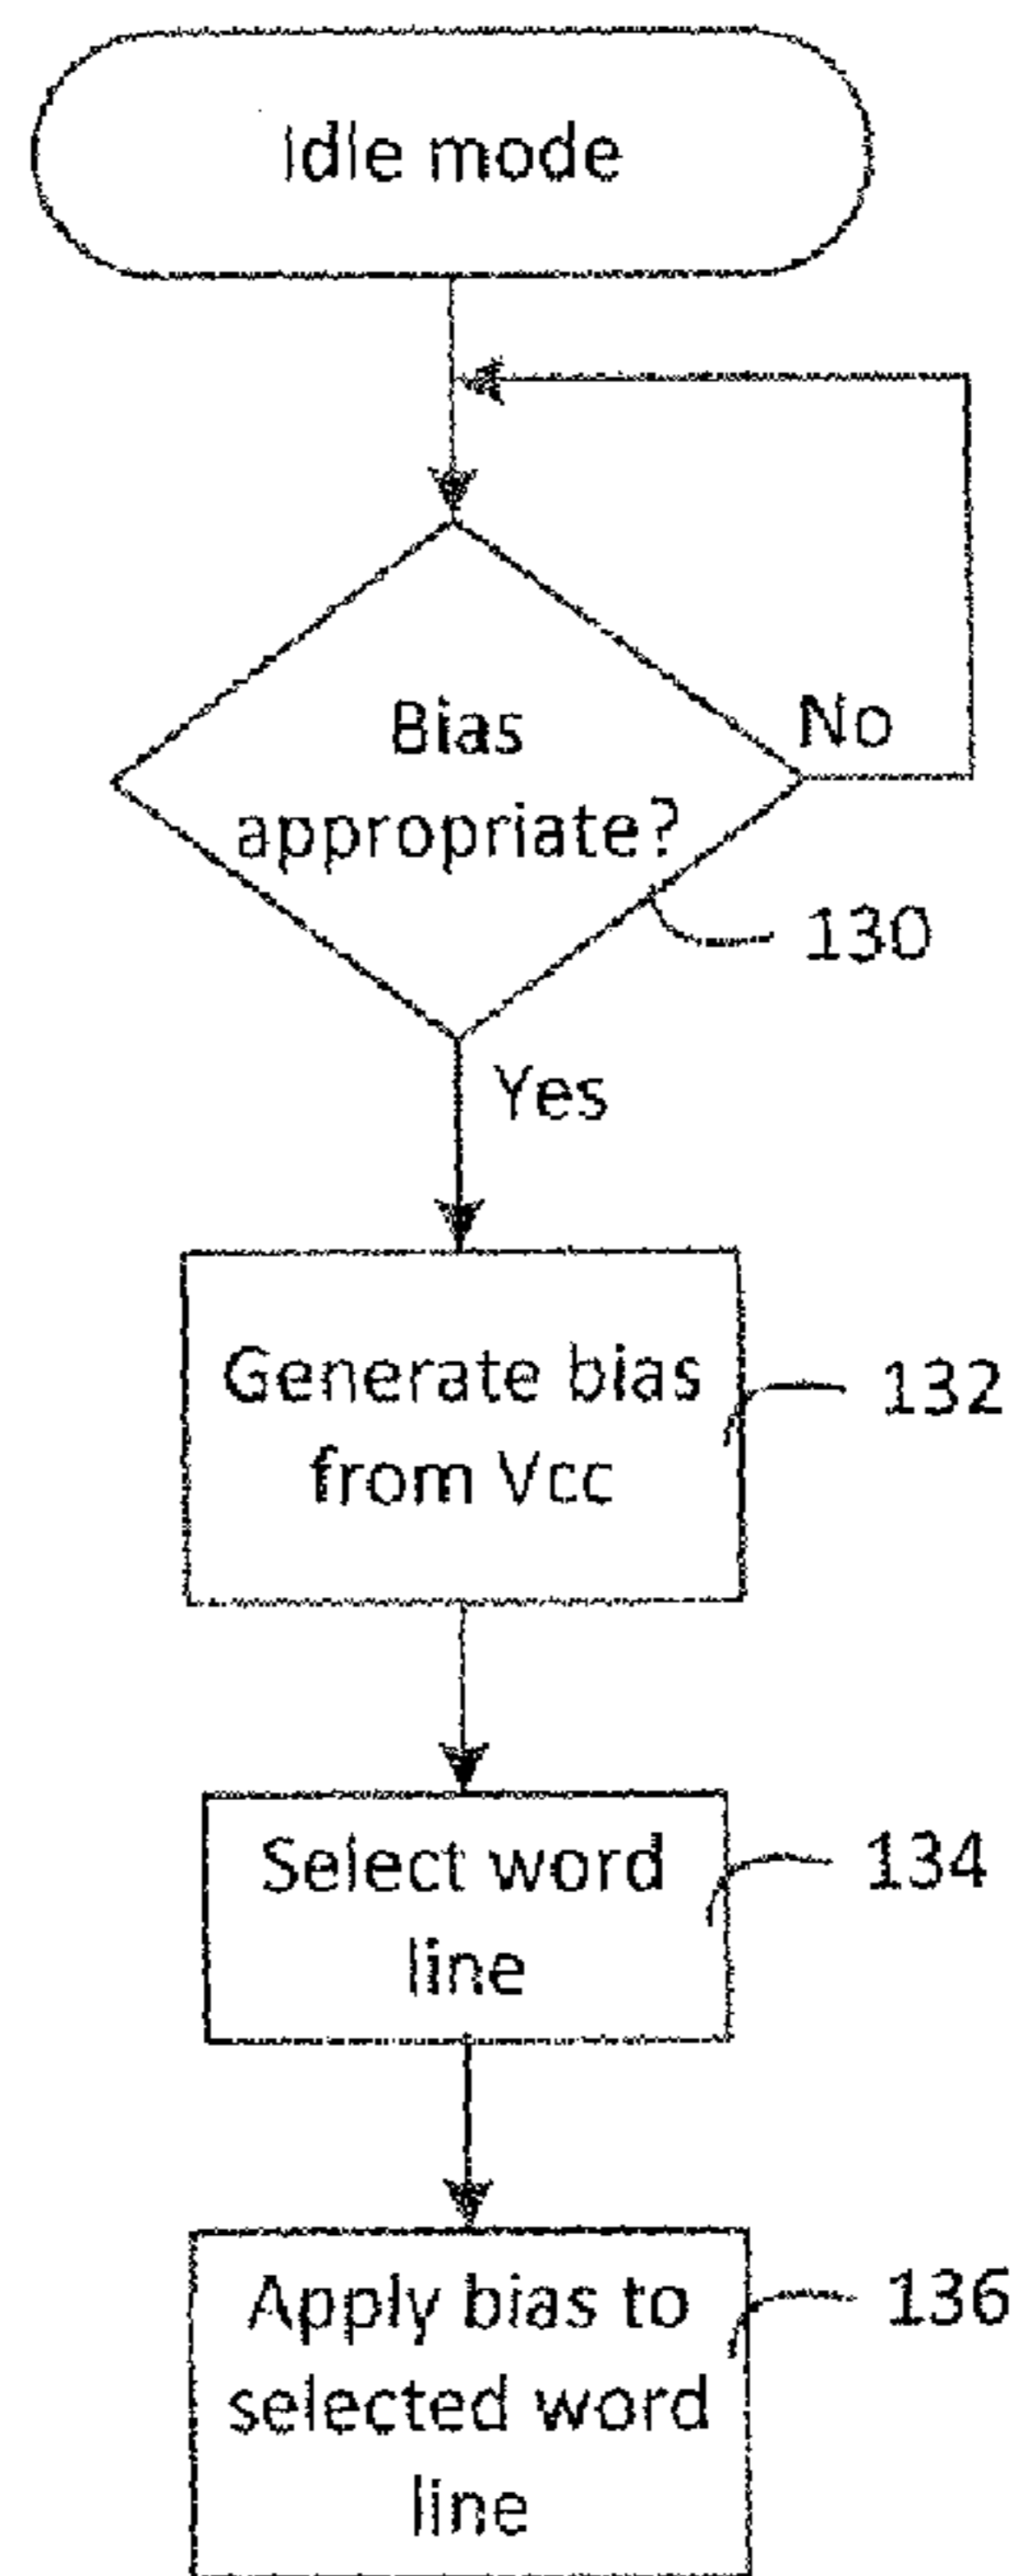 Idle mode
No
Bias
appropriate?
130
Yes
Generate bias
from Vcc
132
Select word
line
134
Apply bias to
selected word
line
136